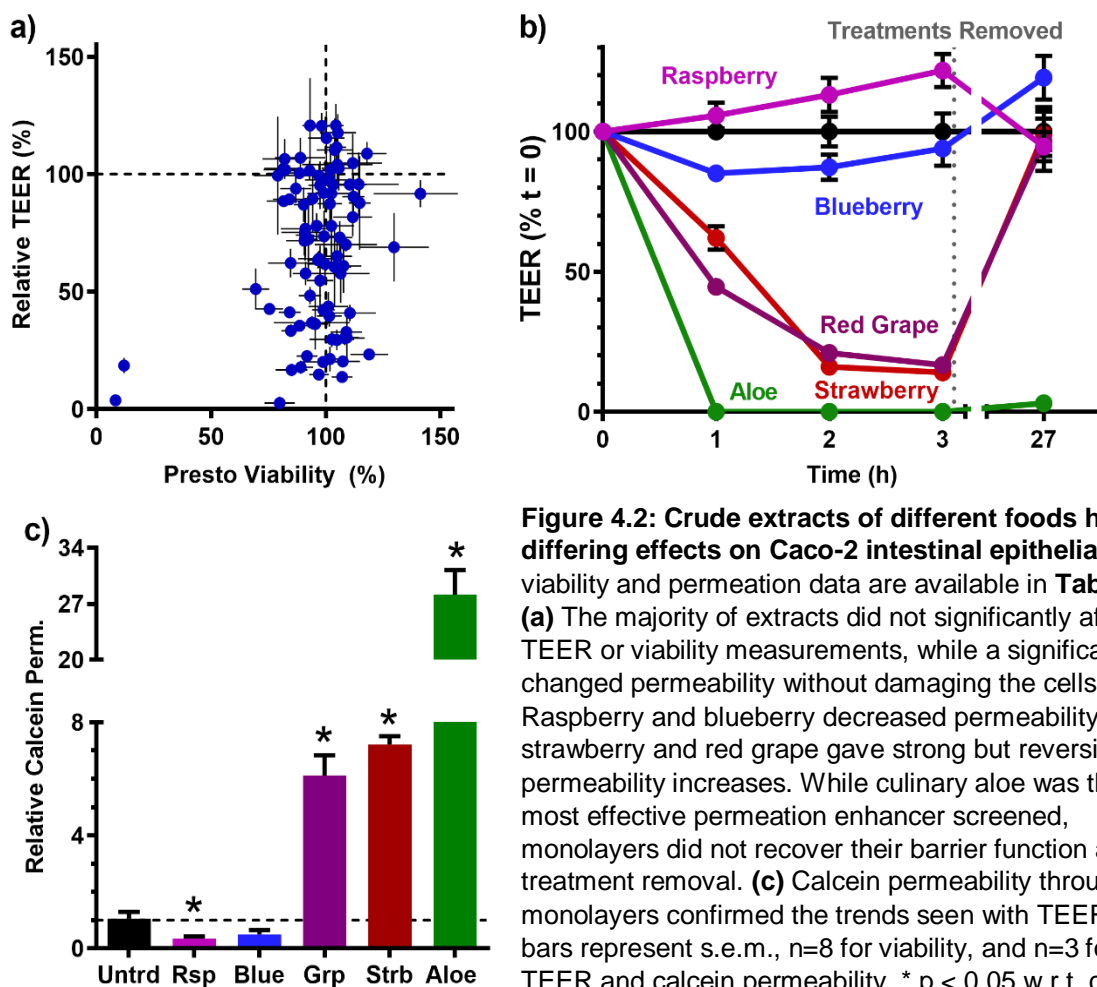 a)
150
100
50
0
Relative TEER (%)
0 50 100 150
Presto Viability (%)
b)
Treatments Removed
Raspberry
100
Blueberry
50
Red Grape
Aloe
Strawberry
0
TEER (% t = 0)
0 1 2 3 27
Time (h)
c)
34
27
20
8
4
0
Relative Calcein Perm.
* * * *
Untrd Rsp Blue Grp Strb Aloe
Figure 4.2: Crude extracts of different foods h
differing effects on Caco-2 intestinal epithelia
viability and permeation data are available in Tab
(a) The majority of extracts did not significantly af
TEER or viability measurements, while a significa
changed permeability without damaging the cells
Raspberry and blueberry decreased permeability
strawberry and red grape gave strong but reversi
permeability increases. While culinary aloe was th
most effective permeation enhancer screened,
monolayers did not recover their barrier function a
treatment removal. (c) Calcein permeability throu
monolayers confirmed the trends seen with TEER
bars represent s.e.m., n=8 for viability, and n=3 fo
TEER and calcein permeability. * p < 0.05 w.r.t. c